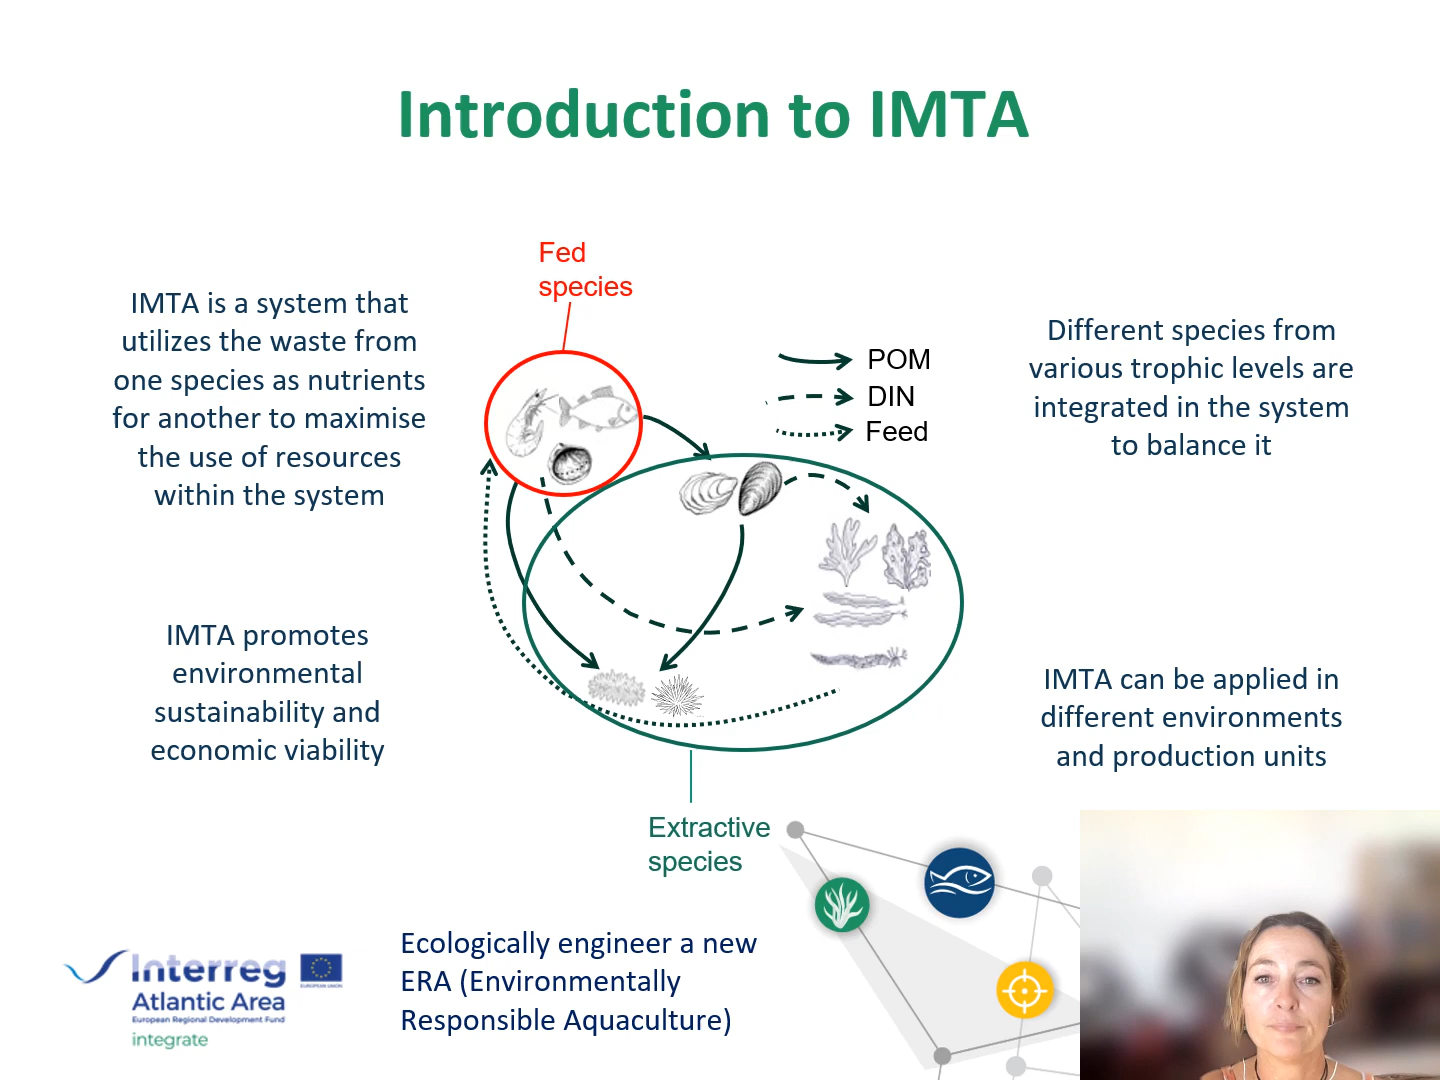 Introduction to IMTA
Fed
species
IMTA is a system that
utilizes the waste from
one species as nutrients
for another to maximise
the use of resources
within the system
POM
DIN
Feed
Different species from
various trophic levels are
integrated in the system
to balance it
IMTA promotes
environmental
sustainability and
economic viability
IMTA can be applied in
different environments
and production units
Extractive
species
Ecologically engineer a new
ERA (Environmentally
Responsible Aquaculture)
Interreg
EUROPEAN UNION
Atlantic Area
European Regional Development Fund
integrate